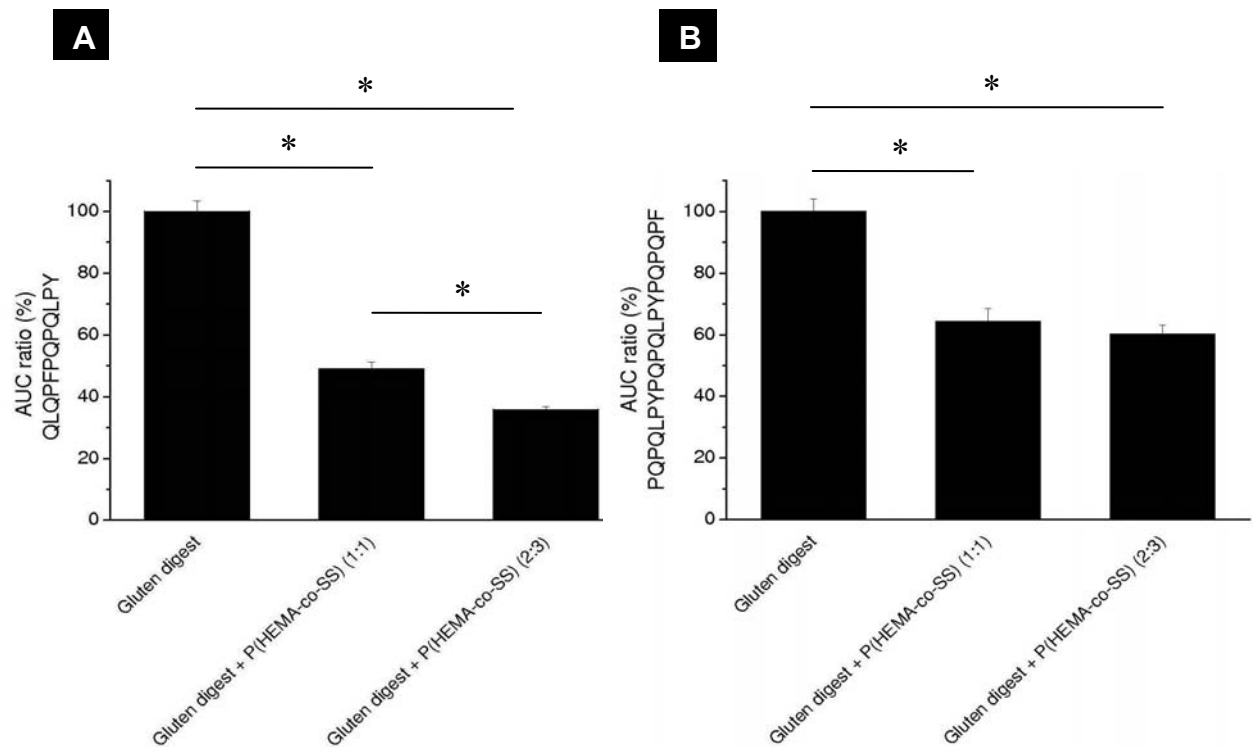 A
*
*
*
100
80
60
40
20
0
AUC ratio (%)
QLQPFPQPQLPY
Gluten digest
Gluten digest + P(HEMA-co-SS) (1:1)
Gluten digest + P(HEMA-co-SS) (2:3)
B
*
*
100
80
60
40
20
0
AUC ratio (%)
PQPQLPYPQPQLPYPQPQPF
Gluten digest
Gluten digest + P(HEMA-co-SS) (1:1)
Gluten digest + P(HEMA-co-SS) (2:3)